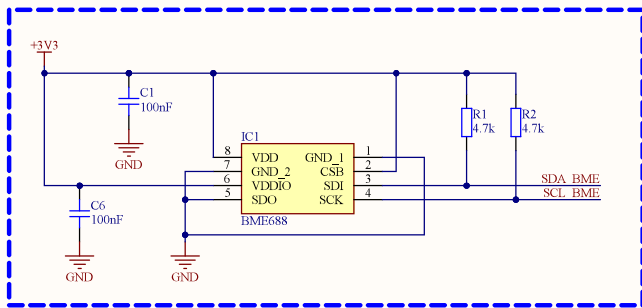 +3V3
C1
100nF
GND
R1
4.7k
R2
4.7k
IC1
8 VDD GND_1 1
7 GND_2 CSB 2
6 VDDIO SDI 3
5 SDO SCK 4
BME688
SDA_BME
SCL_BME
C6
100nF
GND
GND